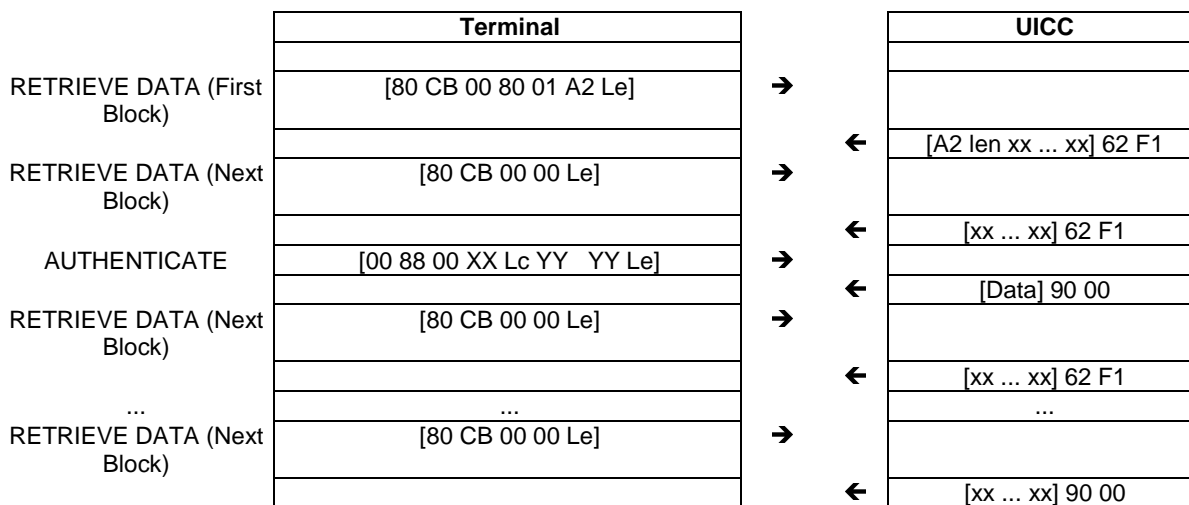 Terminal UICC
RETRIEVE DATA (First
Block)
[80 CB 00 80 01 A2 Le] ➔
🡰 [A2 len xx ... xx] 62 F1
RETRIEVE DATA (Next
Block)
[80 CB 00 00 Le] ➔
🡰 [xx ... xx] 62 F1
AUTHENTICATE [00 88 00 XX Lc YY YY Le] ➔
🡰 [Data] 90 00
RETRIEVE DATA (Next
Block)
[80 CB 00 00 Le] ➔
🡰 [xx ... xx] 62 F1
... ... ...
RETRIEVE DATA (Next
Block)
[80 CB 00 00 Le] ➔
🡰 [xx ... xx] 90 00